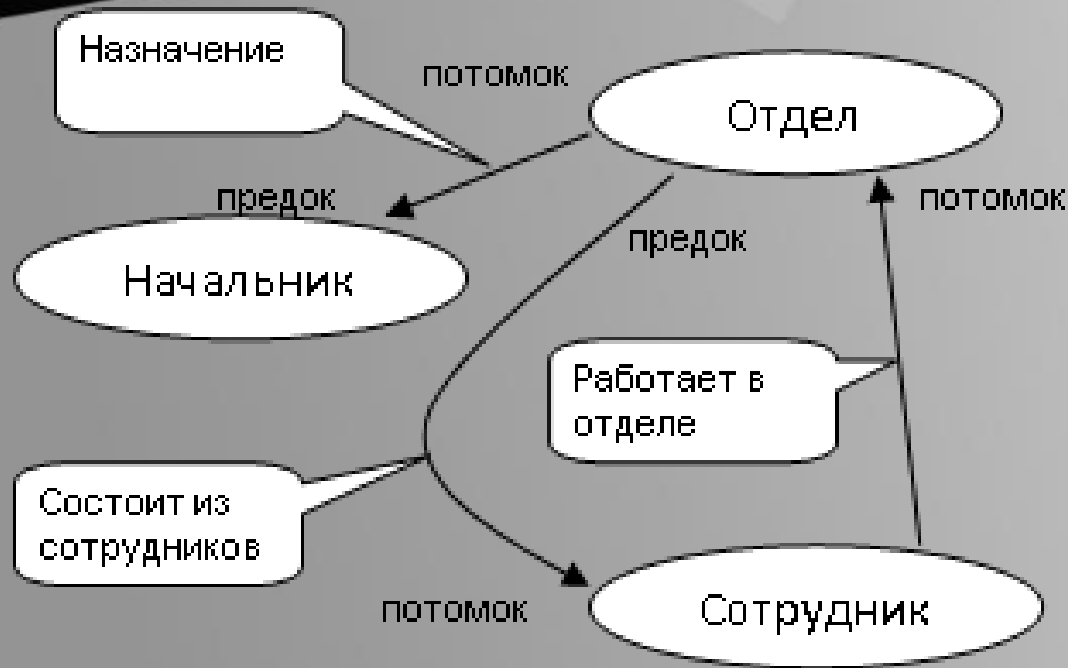 Назначение
потомок
Отдел
предок
потомок
предок
Начальник
Работает в
отделе
Состоит из
сотрудников
потомок
Сотрудник